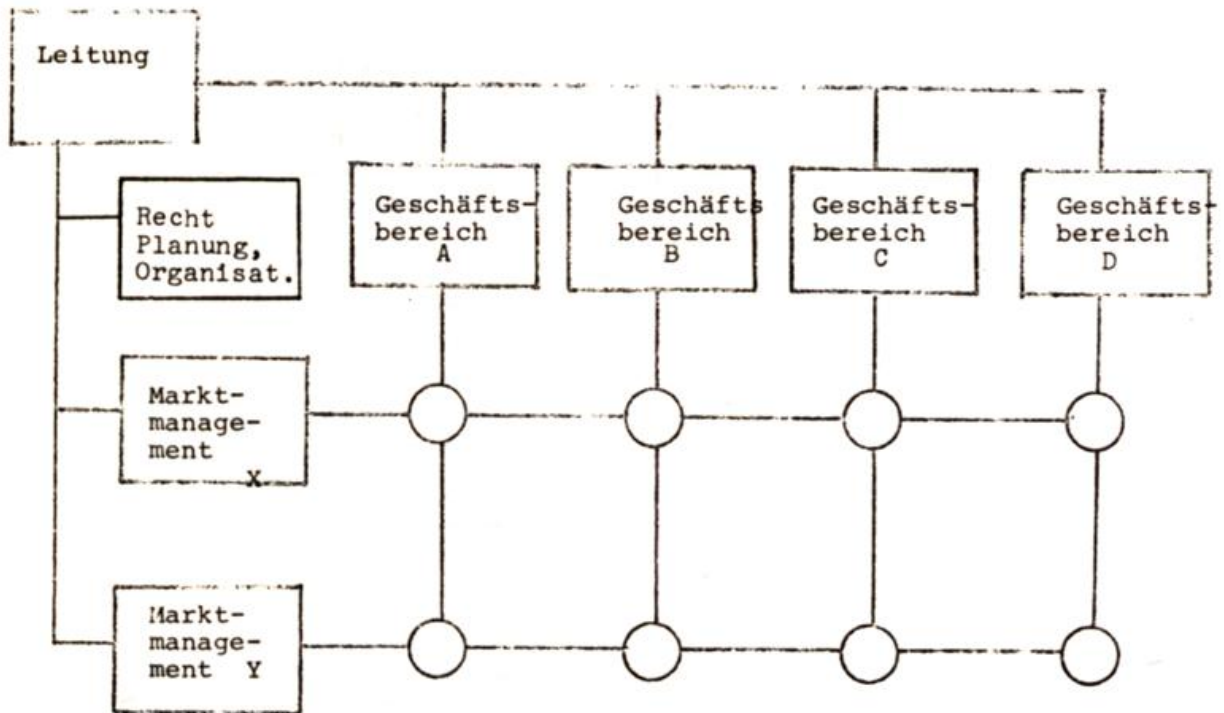 Leitung
Geschäfts-
bereich
A
Geschäfts
bereich
B
Geschäfts-
bereich
C
Geschäfts-
bereich
D
Recht
Planung,
Organisat.
Markt-
manage-
ment
X
Markt-
manage-
ment Y